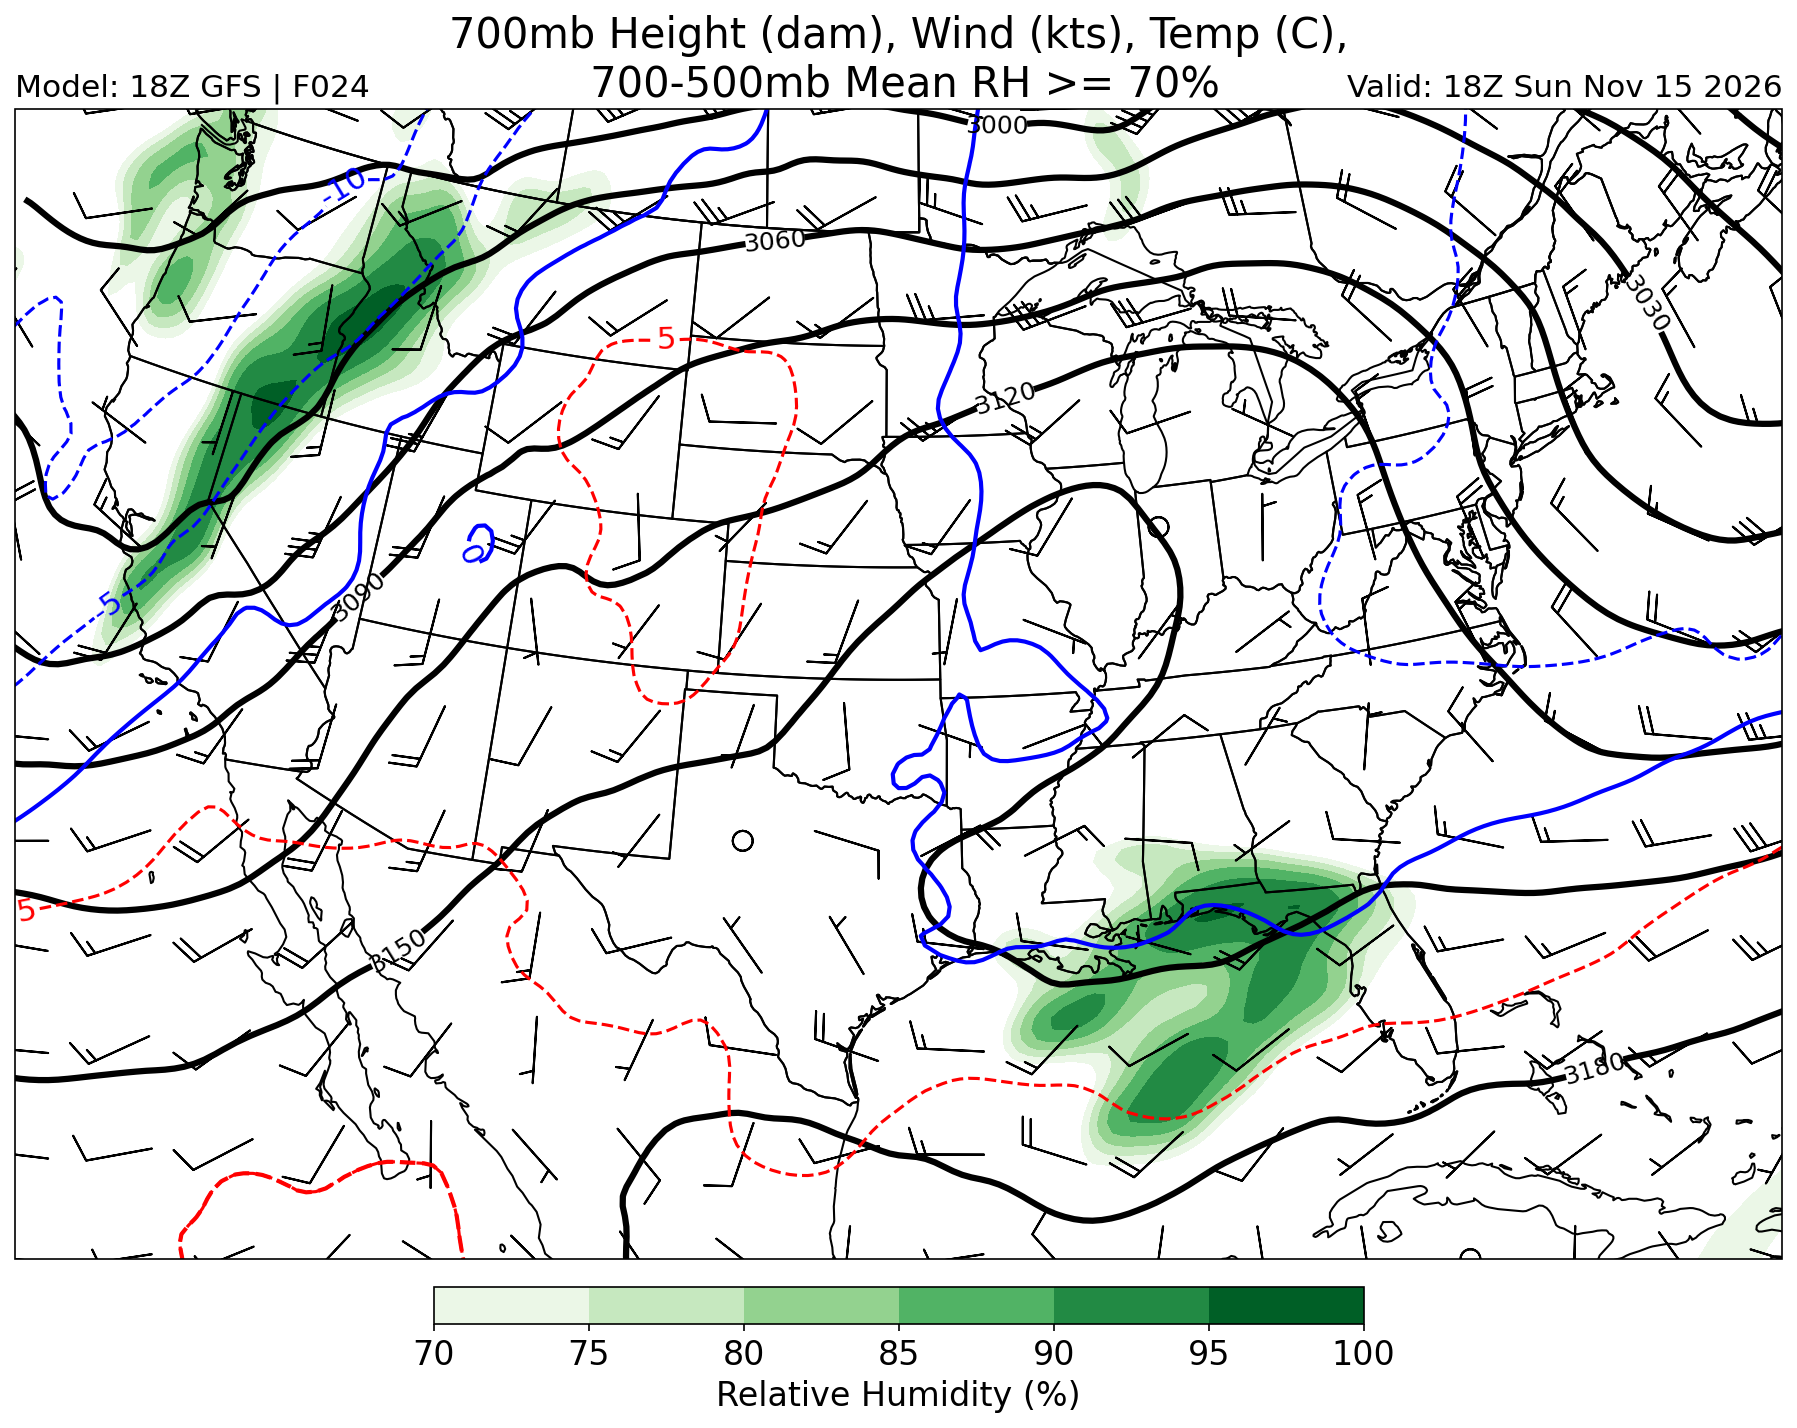 700mb Height (dam), Wind (kts), Temp (C),
700-500mb Mean RH >= 70%
Model: 18Z GFS | F024
Valid: 18Z Sun Nov 15 2026
3000
-10
3060
3030
5
3120
0
-5
3090
5
3150
3180
70 75 80 85 90 95 100
Relative Humidity (%)